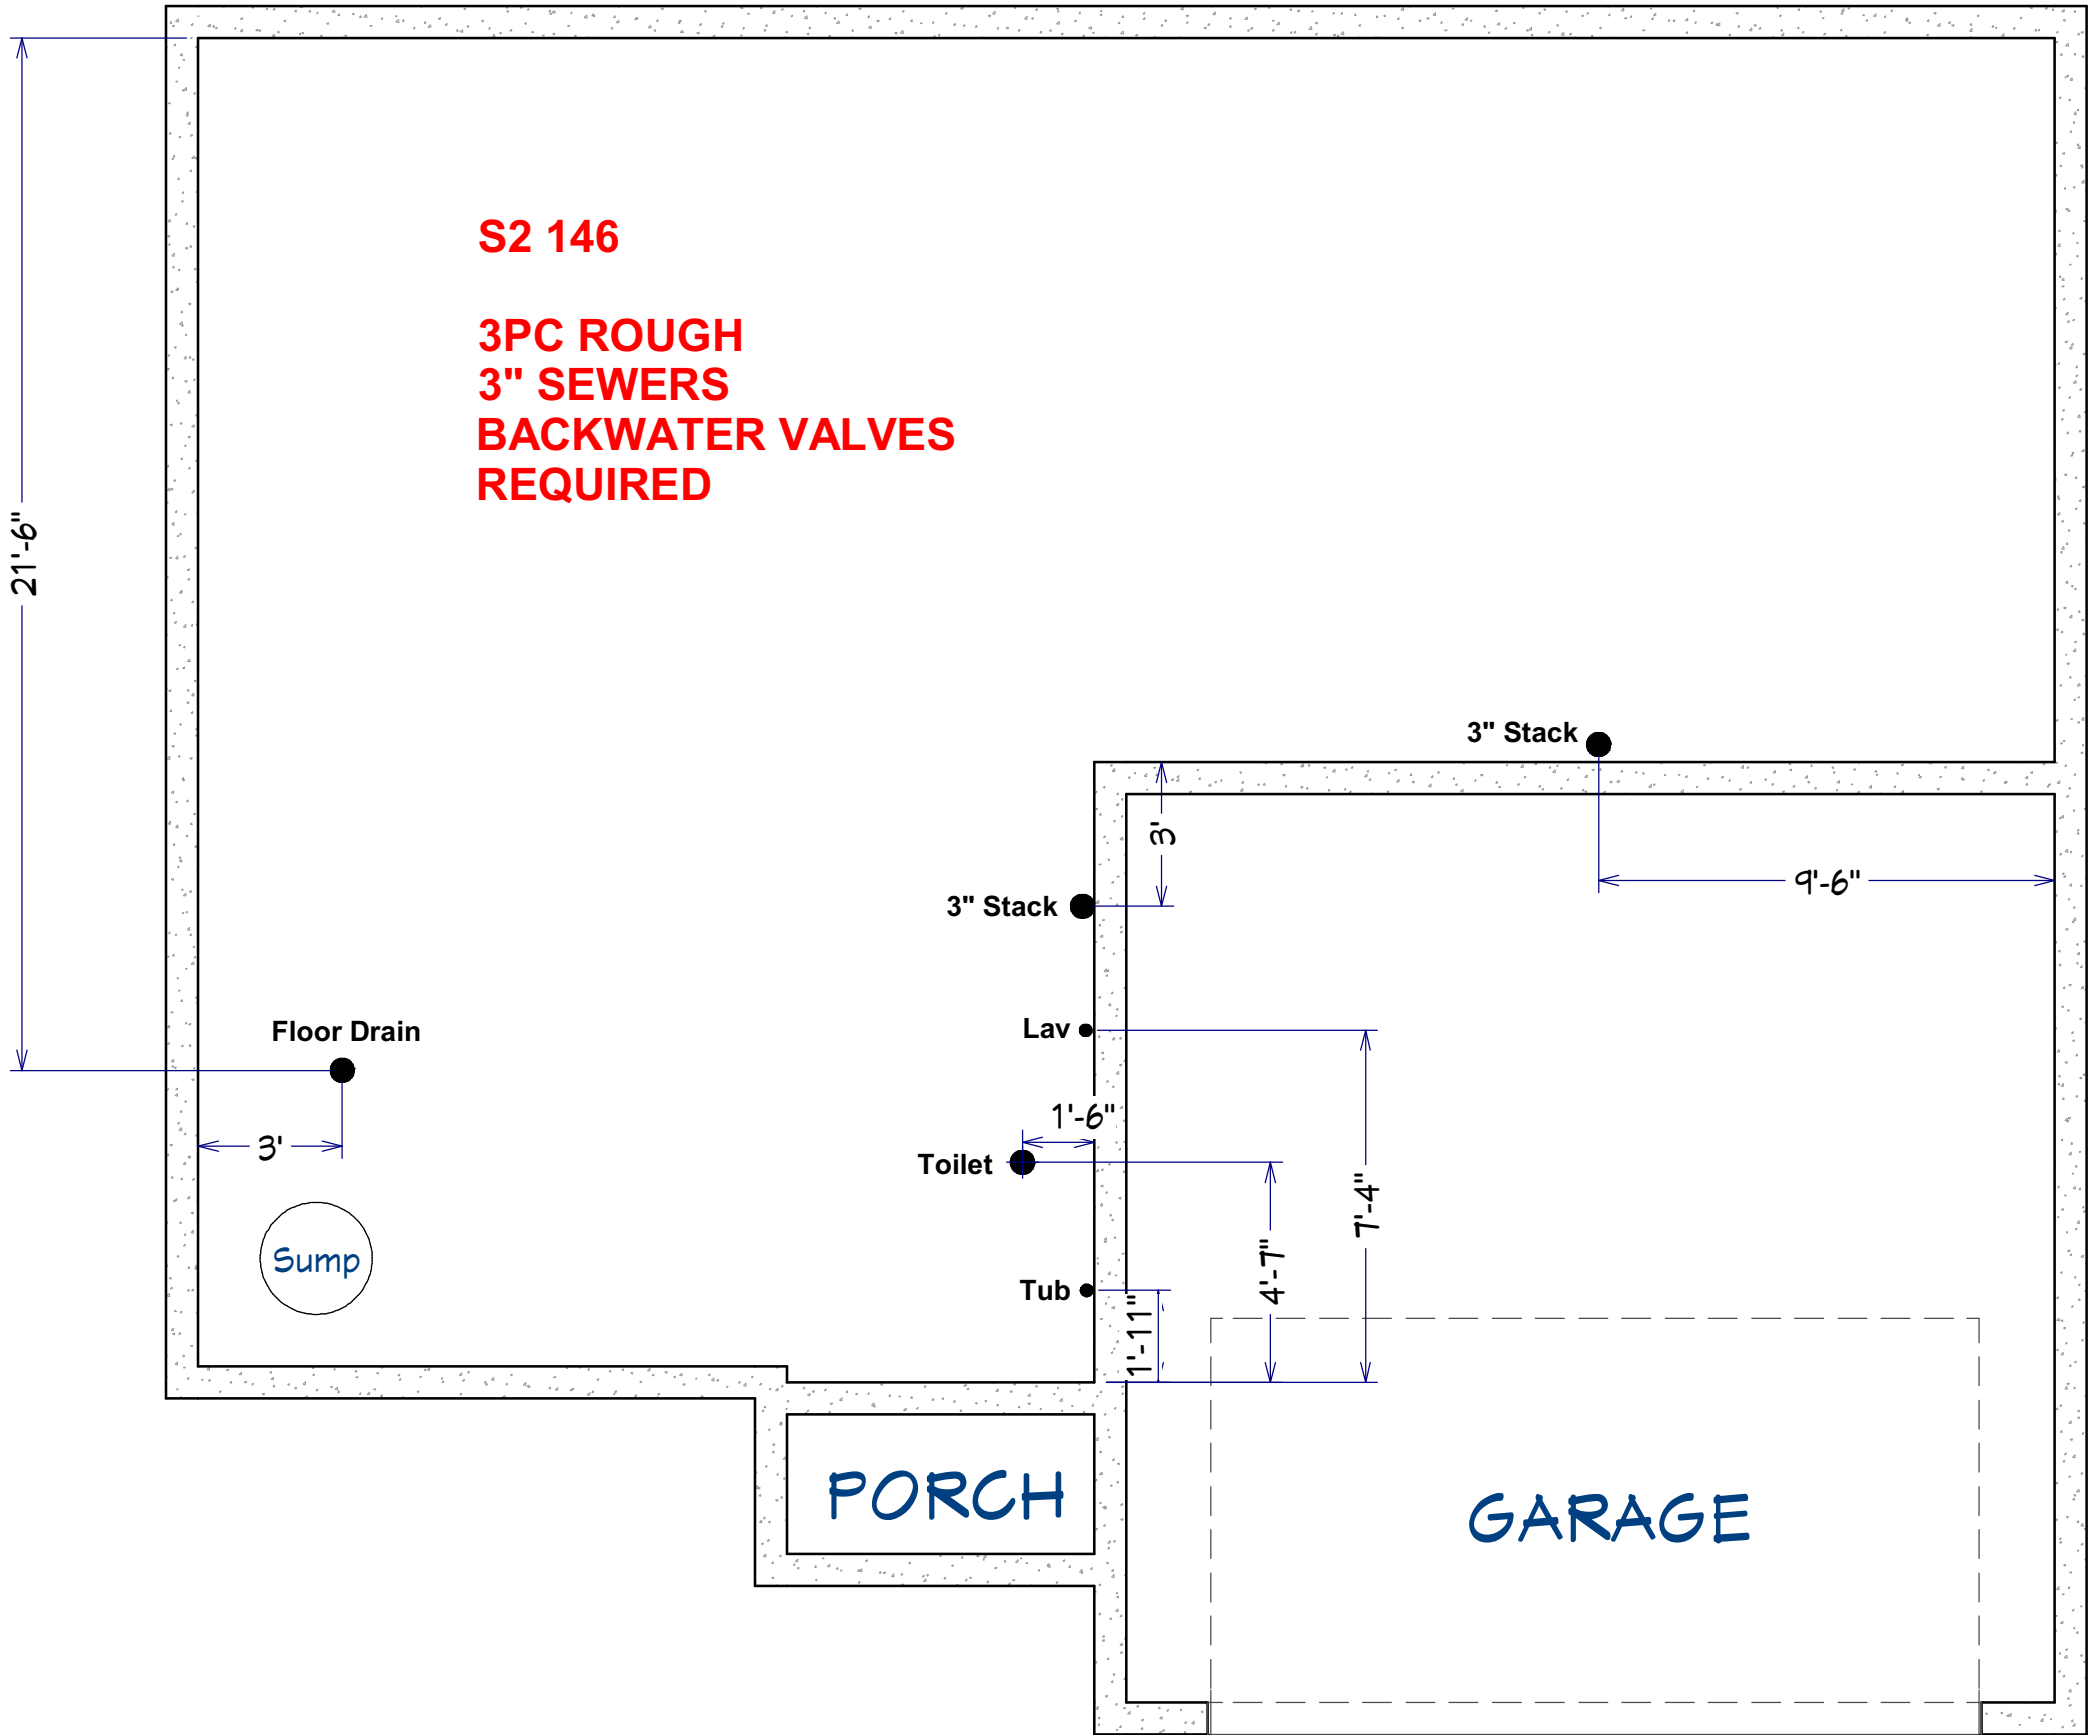 S2 146
3PC ROUGH
3" SEWERS
BACKWATER VALVES
REQUIRED
21'-6"
3" Stack
3'
9'-6"
3" Stack
Lav
Floor Drain
1'-6"
3'
Toilet
7'-4"
Sump
4'-7"
Tub
1'-11"
PORCH
GARAGE